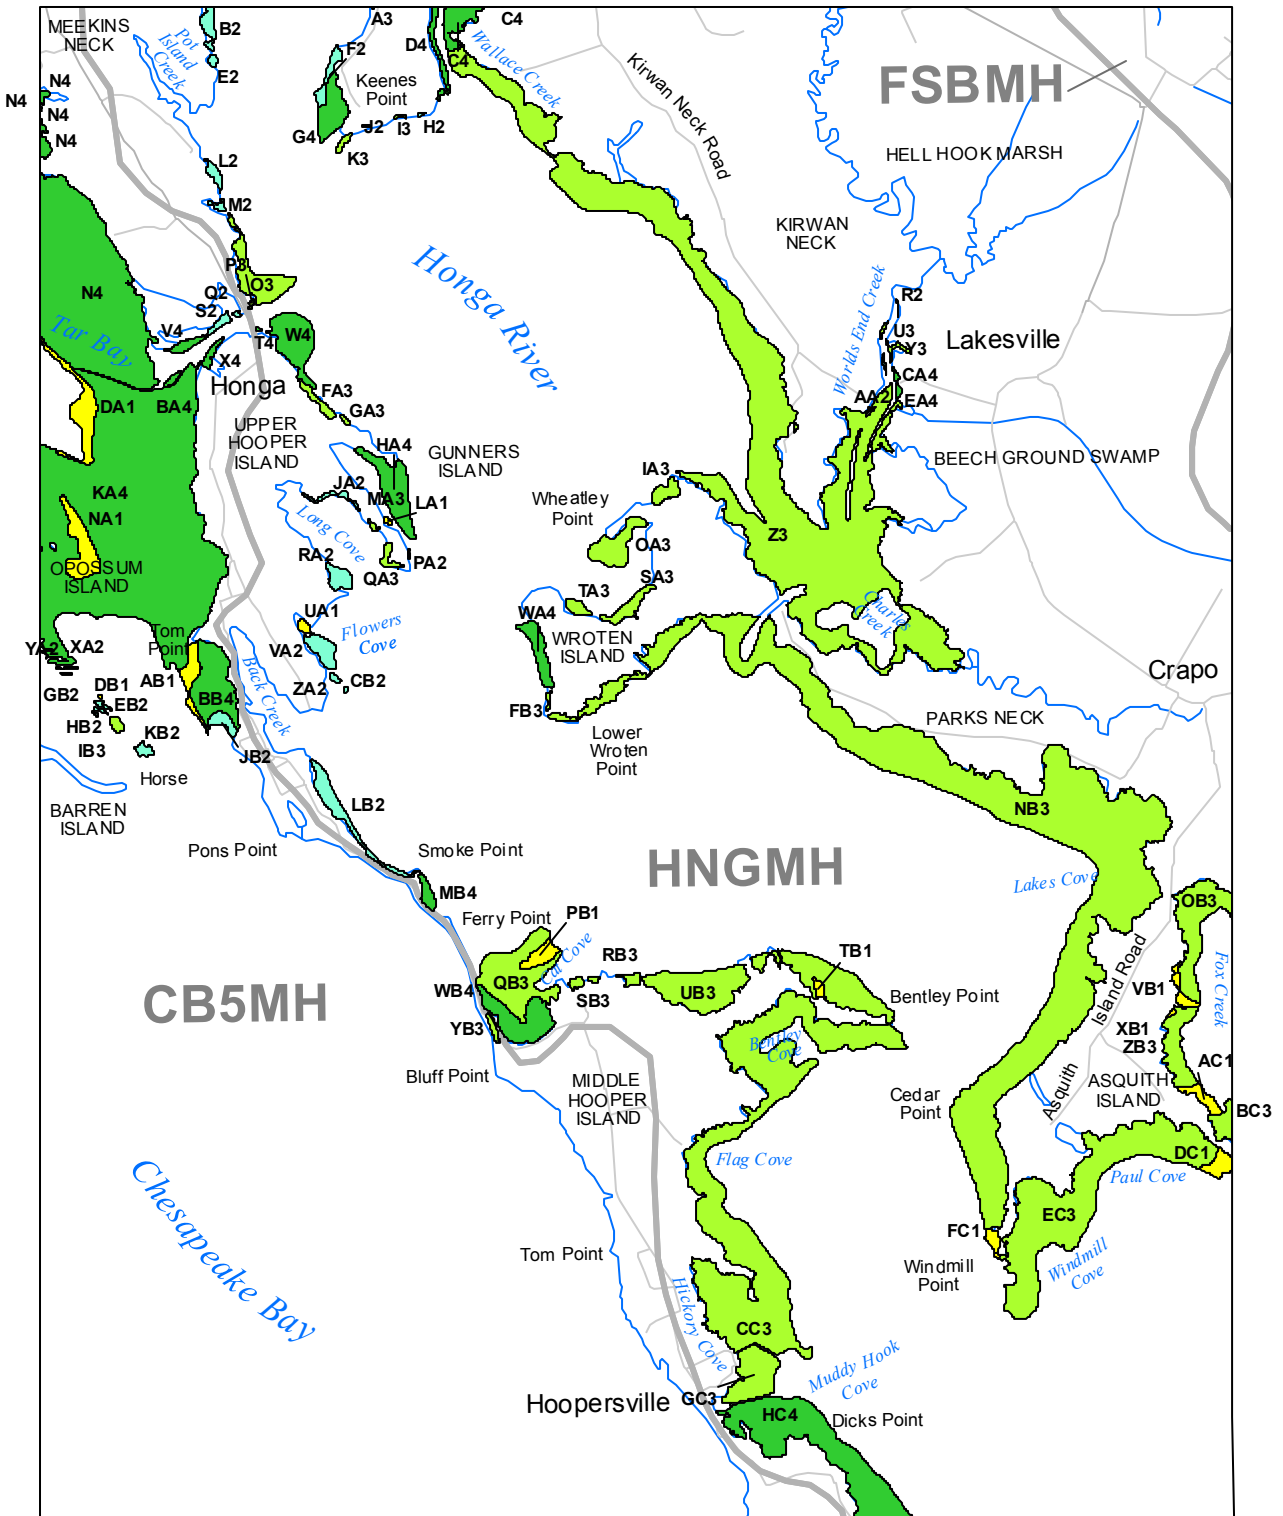 A3
C4
B2
MEEKINS
NECK
Pot
Island
Creek
D4
F2
C4
Wallace Creek
Kirwan Neck Road
FSBMH
E2
Keenes
Point
N4
N4
N4
N4
G4
J2
I3
H2
K3
HELL HOOK MARSH
L2
M2
KIRWAN
NECK
Honga River
P3
O3
Q2
S2
N4
Tar Bay
V4
T4
W4
X4
R2
U3
Y3
Lakesville
Worlds End Creek
CA4
AA2
EA4
Honga
FA3
GA3
DA1
BA4
UPPER
HOOPER
ISLAND
HA4
GUNNERS
ISLAND
BEECH GROUND SWAMP
IA3
JA2
MA3
LA1
KA4
NA1
Wheatley
Point
Long Cove
Z3
OA3
RA2
PA2
QA3
OPOSSUM
ISLAND
SA3
TA3
UA1
WA4
Charles
Creek
Flowers
Cove
Tom
Point
VA2
WROTEN
ISLAND
YA2
XA2
Back Creek
AB1
ZA2
CB2
Crapo
GB2
DB1
EB2
BB4
FB3
PARKS NECK
HB2
KB2
IB3
JB2
Lower
Wroten
Point
Horse
BARREN
ISLAND
LB2
NB3
Pons Point
Smoke Point
HNGMH
Lakes Cove
MB4
OB3
Ferry Point
PB1
Cat Cove
RB3
TB1
Island Road
Fox Creek
QB3
WB4
SB3
UB3
Bentley Point
VB1
CB5MH
YB3
XB1
ZB3
Bentley
Cove
AC1
Bluff Point
MIDDLE
HOOPER
ISLAND
Cedar
Point
Asquith
ASQUITH
ISLAND
BC3
Flag Cove
DC1
Paul Cove
Chesapeake Bay
EC3
FC1
Tom Point
Windmill
Point
Windmill
Cove
Hickory Cove
CC3
Muddy Hook
Cove
Hoopersville
GC3
HC4
Dicks Point